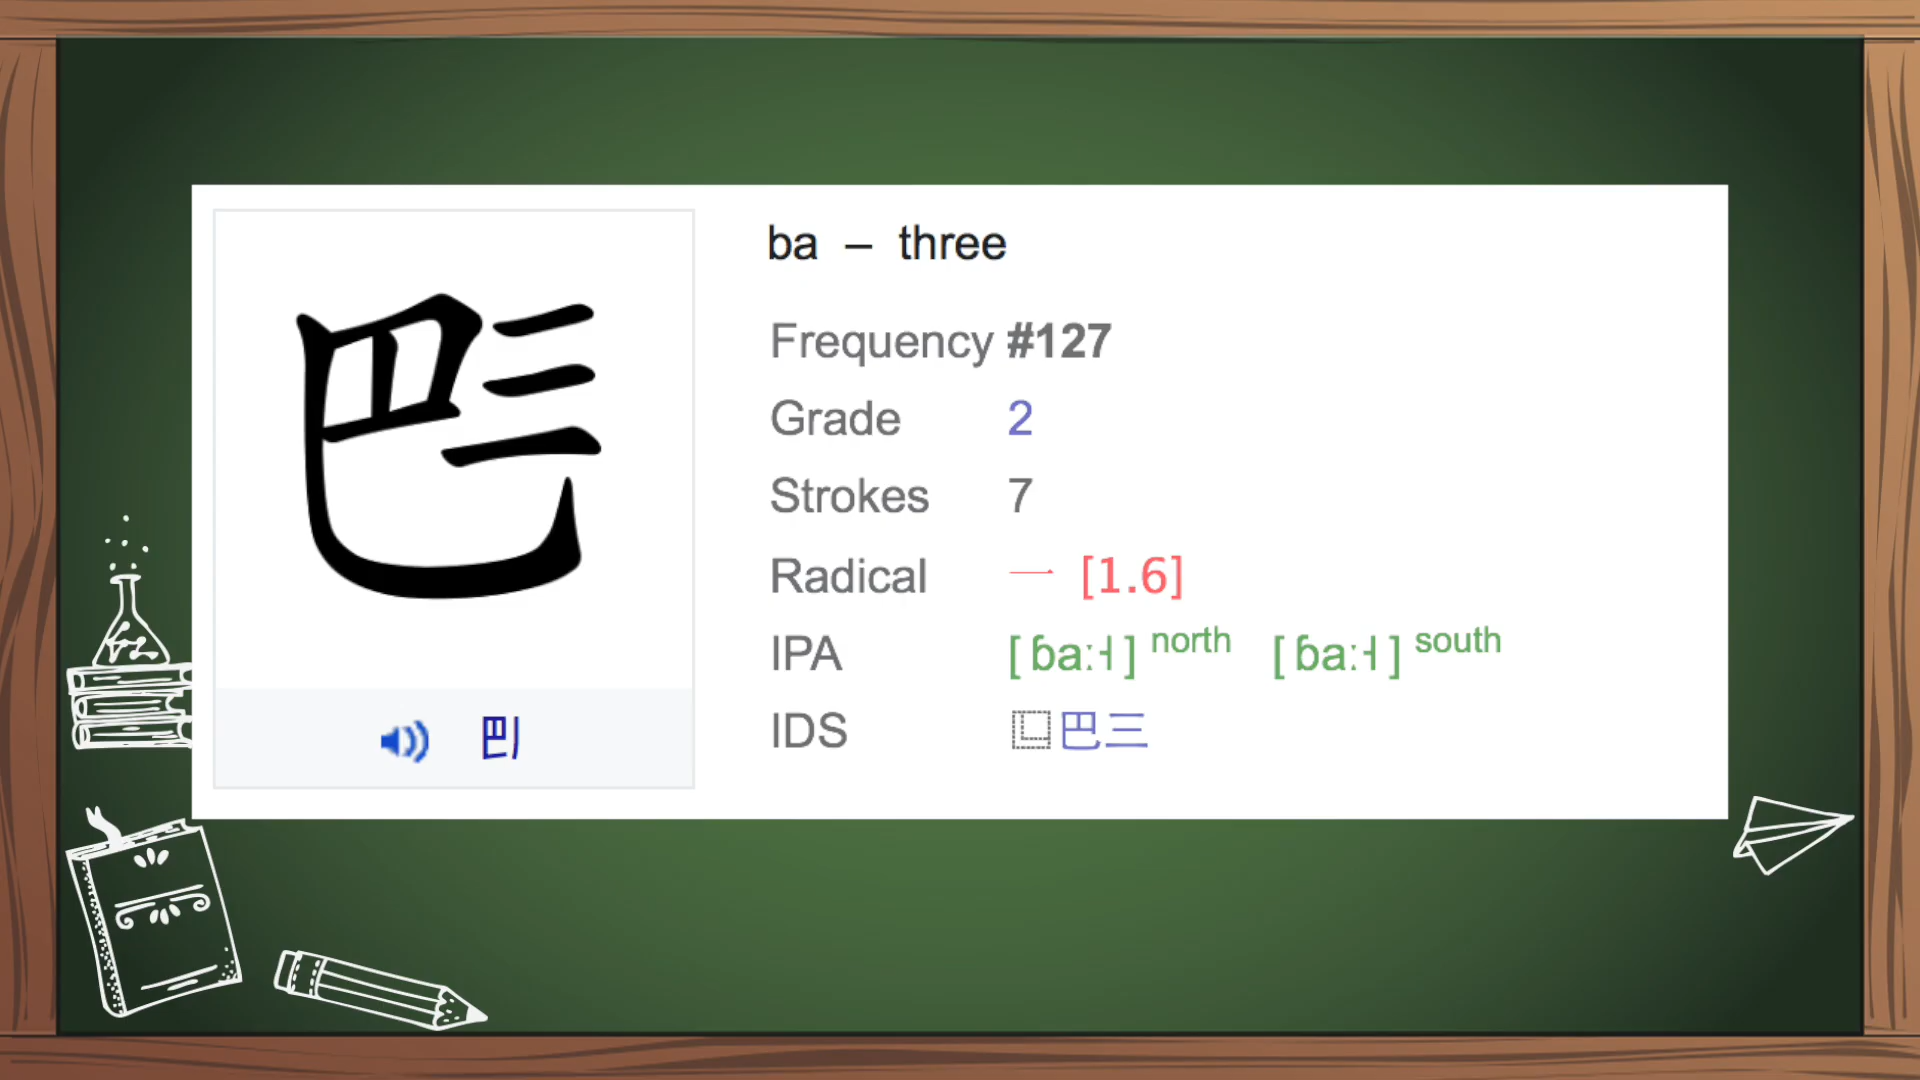 𠀧
ba – three
Frequency #127
Grade 2
Strokes 7
Radical 一 [1.6]
IPA [ɓaː˧] north [ɓaː˧] south
IDS ⿺巴三